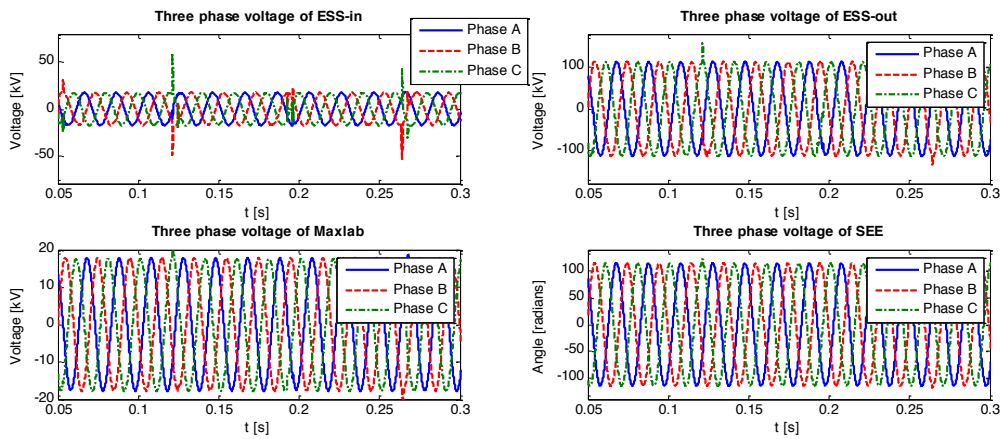 Three phase voltage of ESS-in
Voltage [kV]
50
0
-50
0.05
0.1
0.15
0.2
0.25
0.3
t [s]
Phase A
Phase B
Phase C
Three phase voltage of ESS-out
Voltage [kV]
100
0
-100
0.05
0.1
0.15
0.2
0.25
0.3
t [s]
Phase A
Phase B
Phase C
Three phase voltage of Maxlab
Voltage [kV]
20
10
0
-10
-20
0.05
0.1
0.15
0.2
0.25
0.3
t [s]
Phase A
Phase B
Phase C
Three phase voltage of SEE
Angle [radians]
100
50
0
-50
-100
0.05
0.1
0.15
0.2
0.25
0.3
t [s]
Phase A
Phase B
Phase C